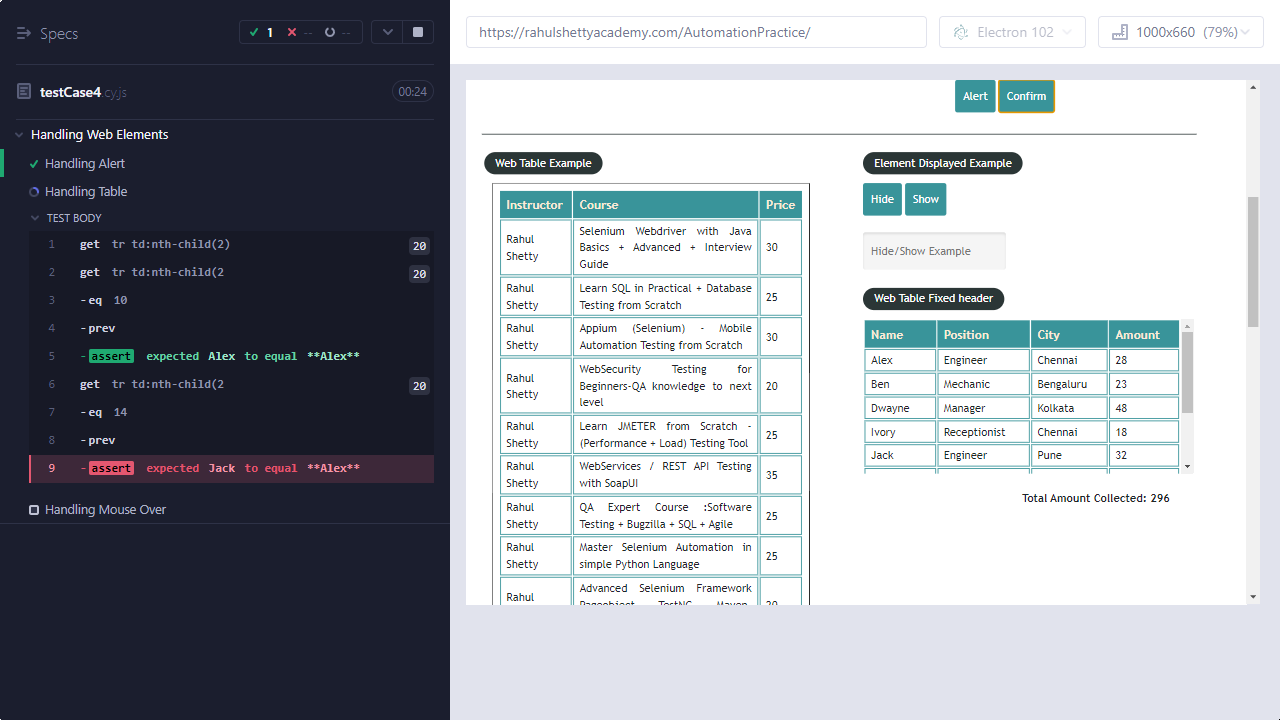 Specs
1
--
--
testCase4.cy.js
00:24
Handling Web Elements
Handling Alert
Handling Table
TEST BODY
1 get tr td:nth-child(2) 20
2 get tr td:nth-child(2 20
3 -eq 10
4 -prev
5 -assert expected Alex to equal **Alex**
6 get tr td:nth-child(2 20
7 -eq 14
8 -prev
9 -assert expected Jack to equal **Alex**
Handling Mouse Over
https://rahulshettyacademy.com/AutomationPractice/
Electron 102
1000x660 (79%)
Alert
Confirm
Web Table Example
Instructor Course Price
Rahul Shetty
Selenium Webdriver with Java
Basics + Advanced + Interview
Guide
30
Rahul Shetty
Learn SQL in Practical + Database
Testing from Scratch
25
Rahul Shetty
Appium (Selenium) - Mobile
Automation Testing from Scratch
30
Rahul Shetty
WebSecurity Testing for
Beginners-QA knowledge to next
level
20
Rahul Shetty
Learn JMETER from Scratch -
(Performance + Load) Testing Tool
25
Rahul Shetty
WebServices / REST API Testing
with SoapUI
35
Rahul Shetty
QA Expert Course :Software
Testing + Bugzilla + SQL + Agile
25
Rahul Shetty
Master Selenium Automation in
simple Python Language
25
Rahul
Advanced Selenium Framework
Pageobject, TestNG, Maven,
20
Element Displayed Example
Hide
Show
Hide/Show Example
Web Table Fixed header
Name Position City Amount
Alex Engineer Chennai 28
Ben Mechanic Bengaluru 23
Dwayne Manager Kolkata 48
Ivory Receptionist Chennai 18
Jack Engineer Pune 32
Total Amount Collected: 296